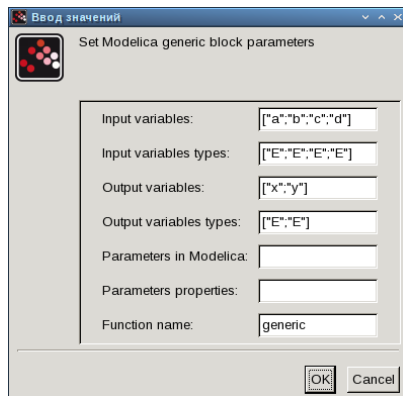 Ввод значений
Set Modelica generic block parameters
Input variables: ["a";"b";"c";"d"]
Input variables types: ["E";"E";"E";"E"]
Output variables: ["x";"y"]
Output variables types: ["E";"E"]
Parameters in Modelica:
Parameters properties:
Function name: generic
OK Cancel